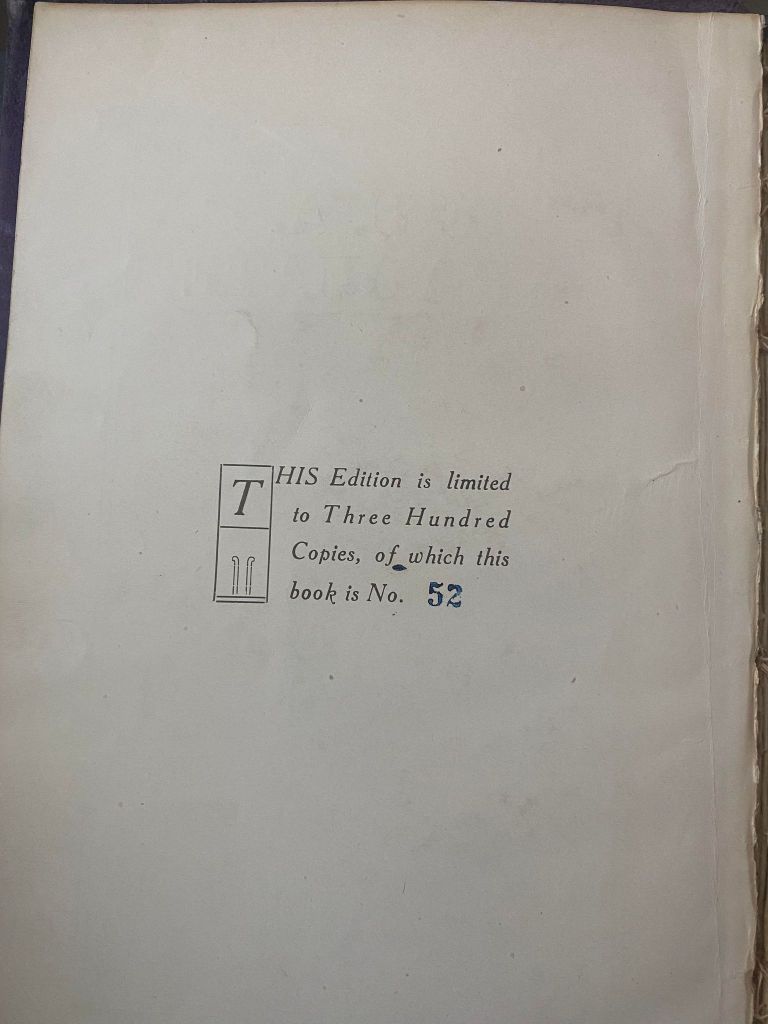 THIS Edition is limited
to Three Hundred
Copies, of which this
book is No. 52